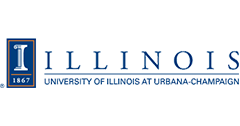 I
1867
®
ILLINOIS
UNIVERSITY OF ILLINOIS AT URBANA-CHAMPAIGN